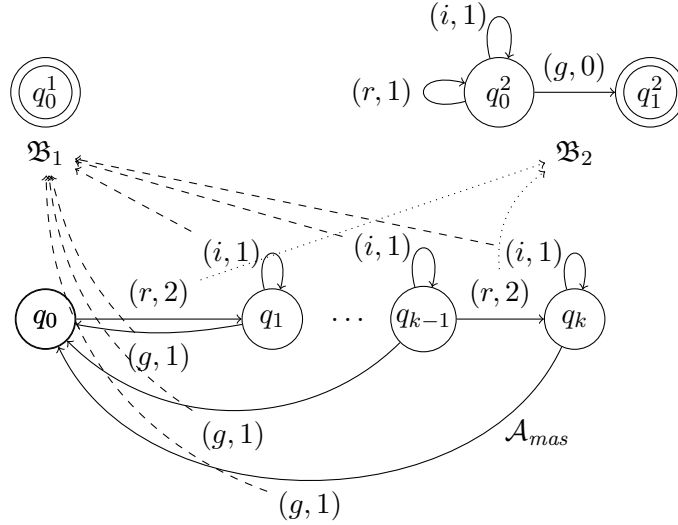 (i, 1)
(r, 1)
(g, 0)
q_0^1
q_0^2
q_1^2
𝔅_1
𝔅_2
(i, 1)
(i, 1)
(i, 1)
(r, 2)
(r, 2)
q_0
q_1
...
q_{k-1}
q_k
(g, 1)
(g, 1)
𝒜_{mas}
(g, 1)